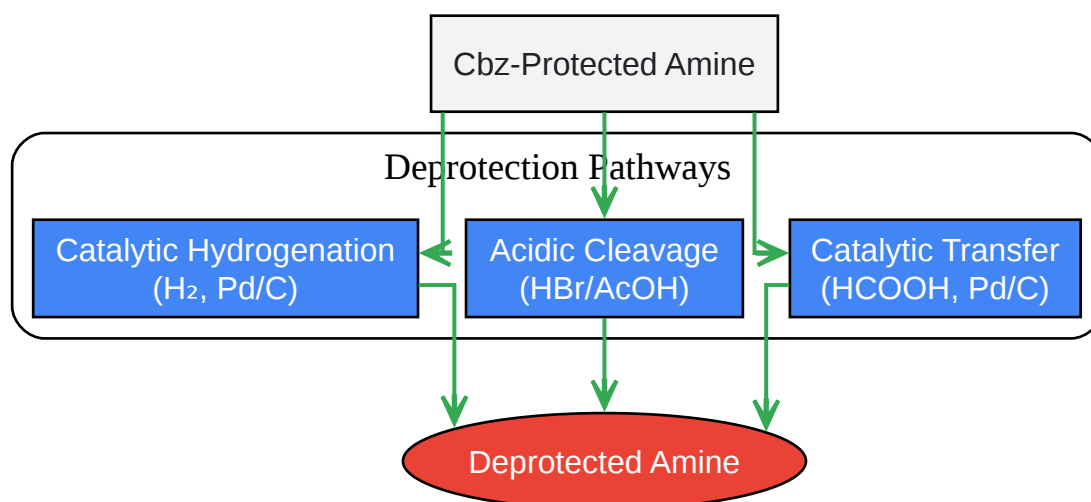 Cbz-Protected Amine
Deprotection Pathways
Catalytic Hydrogenation
(H₂, Pd/C)
Acidic Cleavage
(HBr/AcOH)
Catalytic Transfer
(HCOOH, Pd/C)
Deprotected Amine